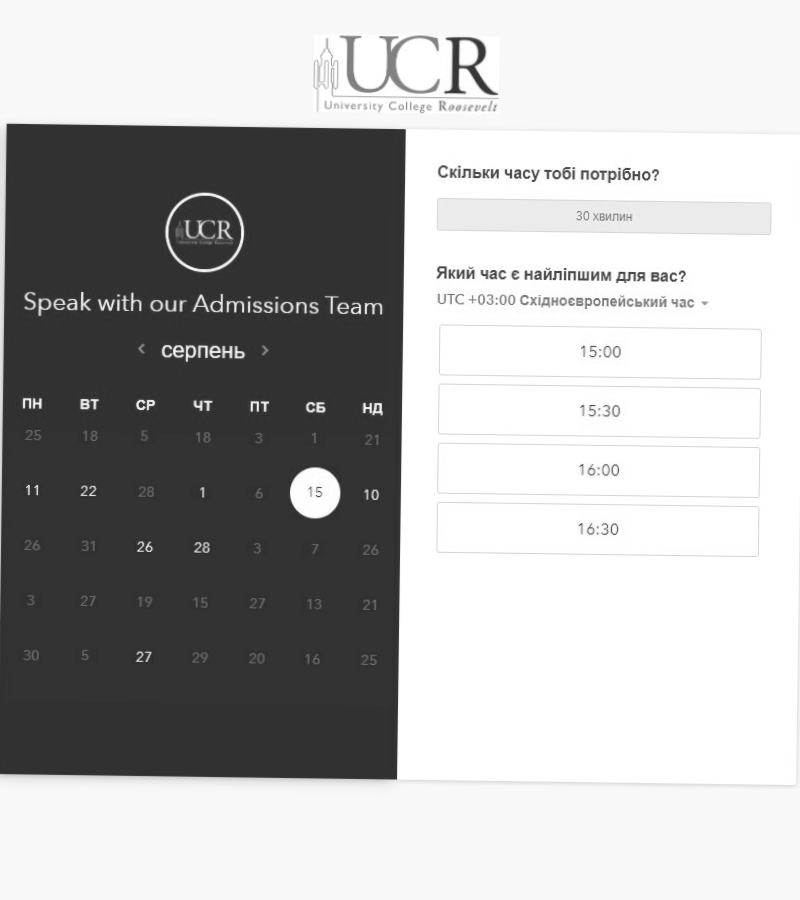 UCR
University College Roosevelt
UCR
University College Roosevelt
Speak with our Admissions Team
серпень
ПН ВТ СР ЧТ ПТ СБ НД
25 18 5 18 3 1 21
11 22 28 1 6 15 10
26 31 26 28 3 7 26
3 27 19 15 27 13 21
30 5 27 29 20 16 25
Скільки часу тобі потрібно?
30 хвилин
Який час є найліпшим для вас?
UTC +03:00 Східноєвропейський час
15:00
15:30
16:00
16:30